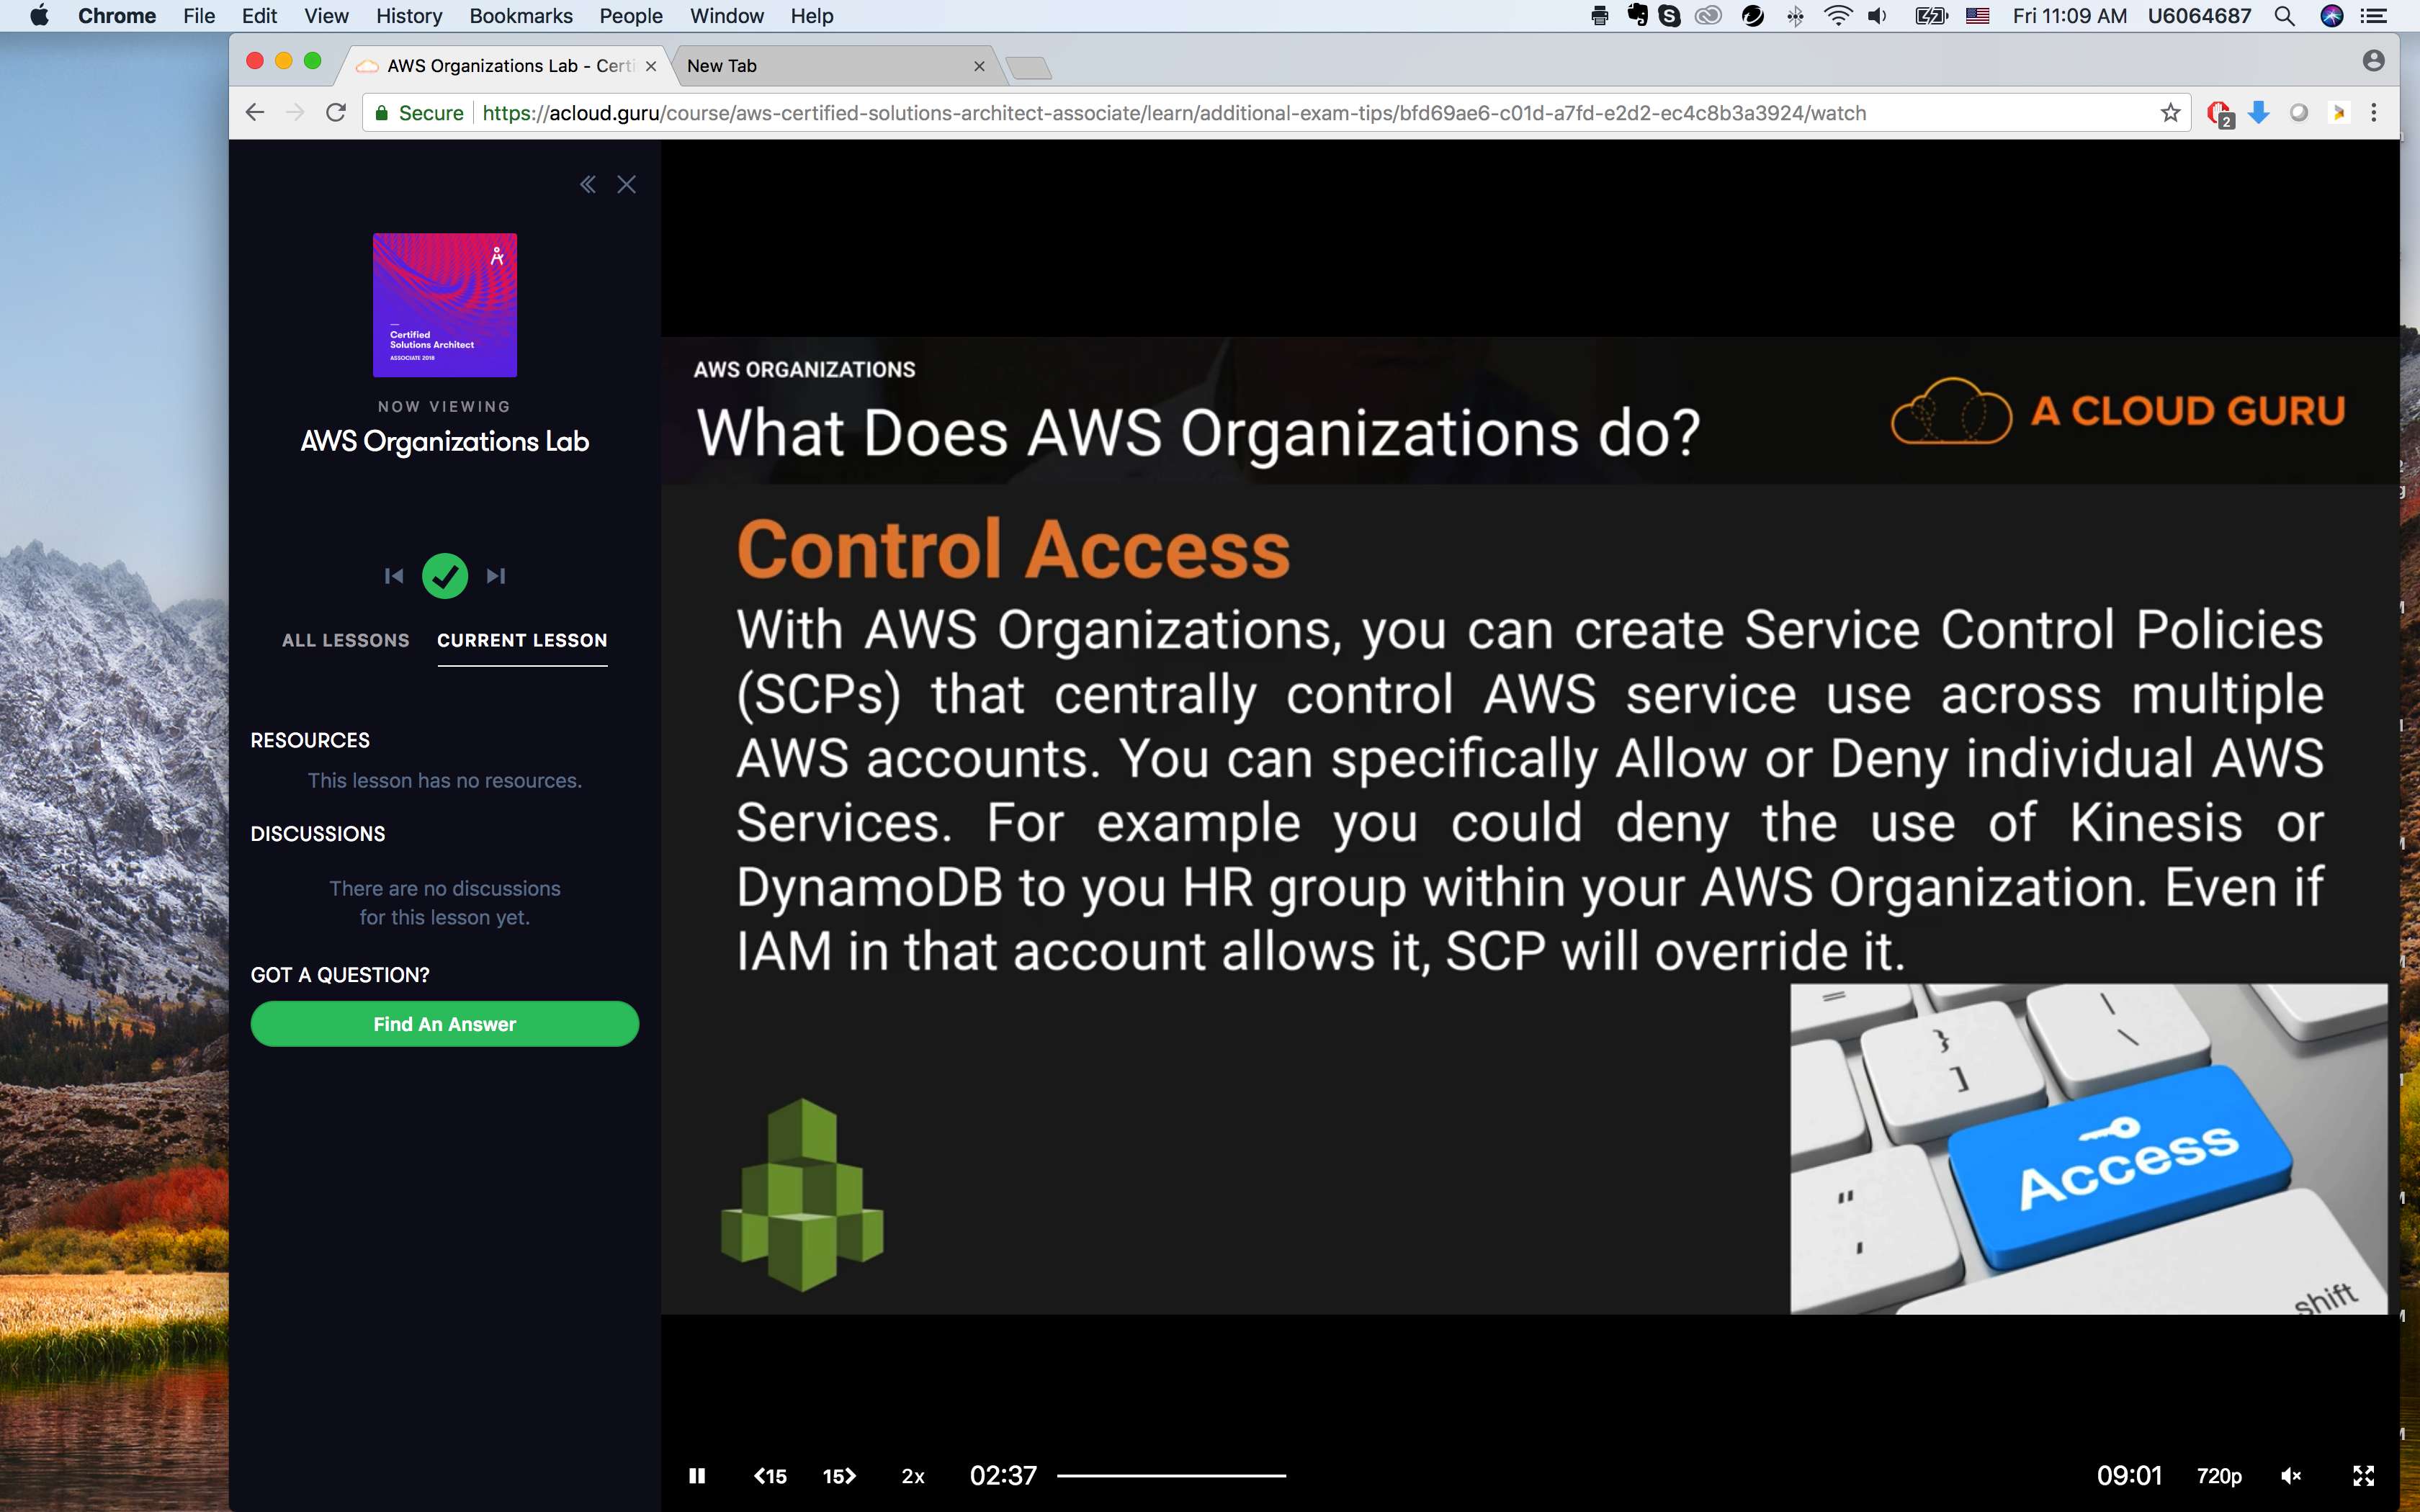 Chrome File Edit View History Bookmarks People Window Help
Fri 11:09 AM U6064687
AWS Organizations Lab - Certi
New Tab
Secure https://acloud.guru/course/aws-certified-solutions-architect-associate/learn/additional-exam-tips/bfd69ae6-c01d-a7fd-e2d2-ec4c8b3a3924/watch
2
Certified
Solutions Architect
ASSOCIATE 2018
NOW VIEWING
AWS Organizations Lab
ALL LESSONS CURRENT LESSON
RESOURCES
This lesson has no resources.
DISCUSSIONS
There are no discussions
for this lesson yet.
GOT A QUESTION?
Find An Answer
AWS ORGANIZATIONS
What Does AWS Organizations do?
A CLOUD GURU
Control Access
With AWS Organizations, you can create Service Control Policies
(SCPs) that centrally control AWS service use across multiple
AWS accounts. You can specifically Allow or Deny individual AWS
Services. For example you could deny the use of Kinesis or
DynamoDB to you HR group within your AWS Organization. Even if
IAM in that account allows it, SCP will override it.
=
}
]
|
\
"
'
Access
shift
<15 15> 2x 02:37
09:01 720p